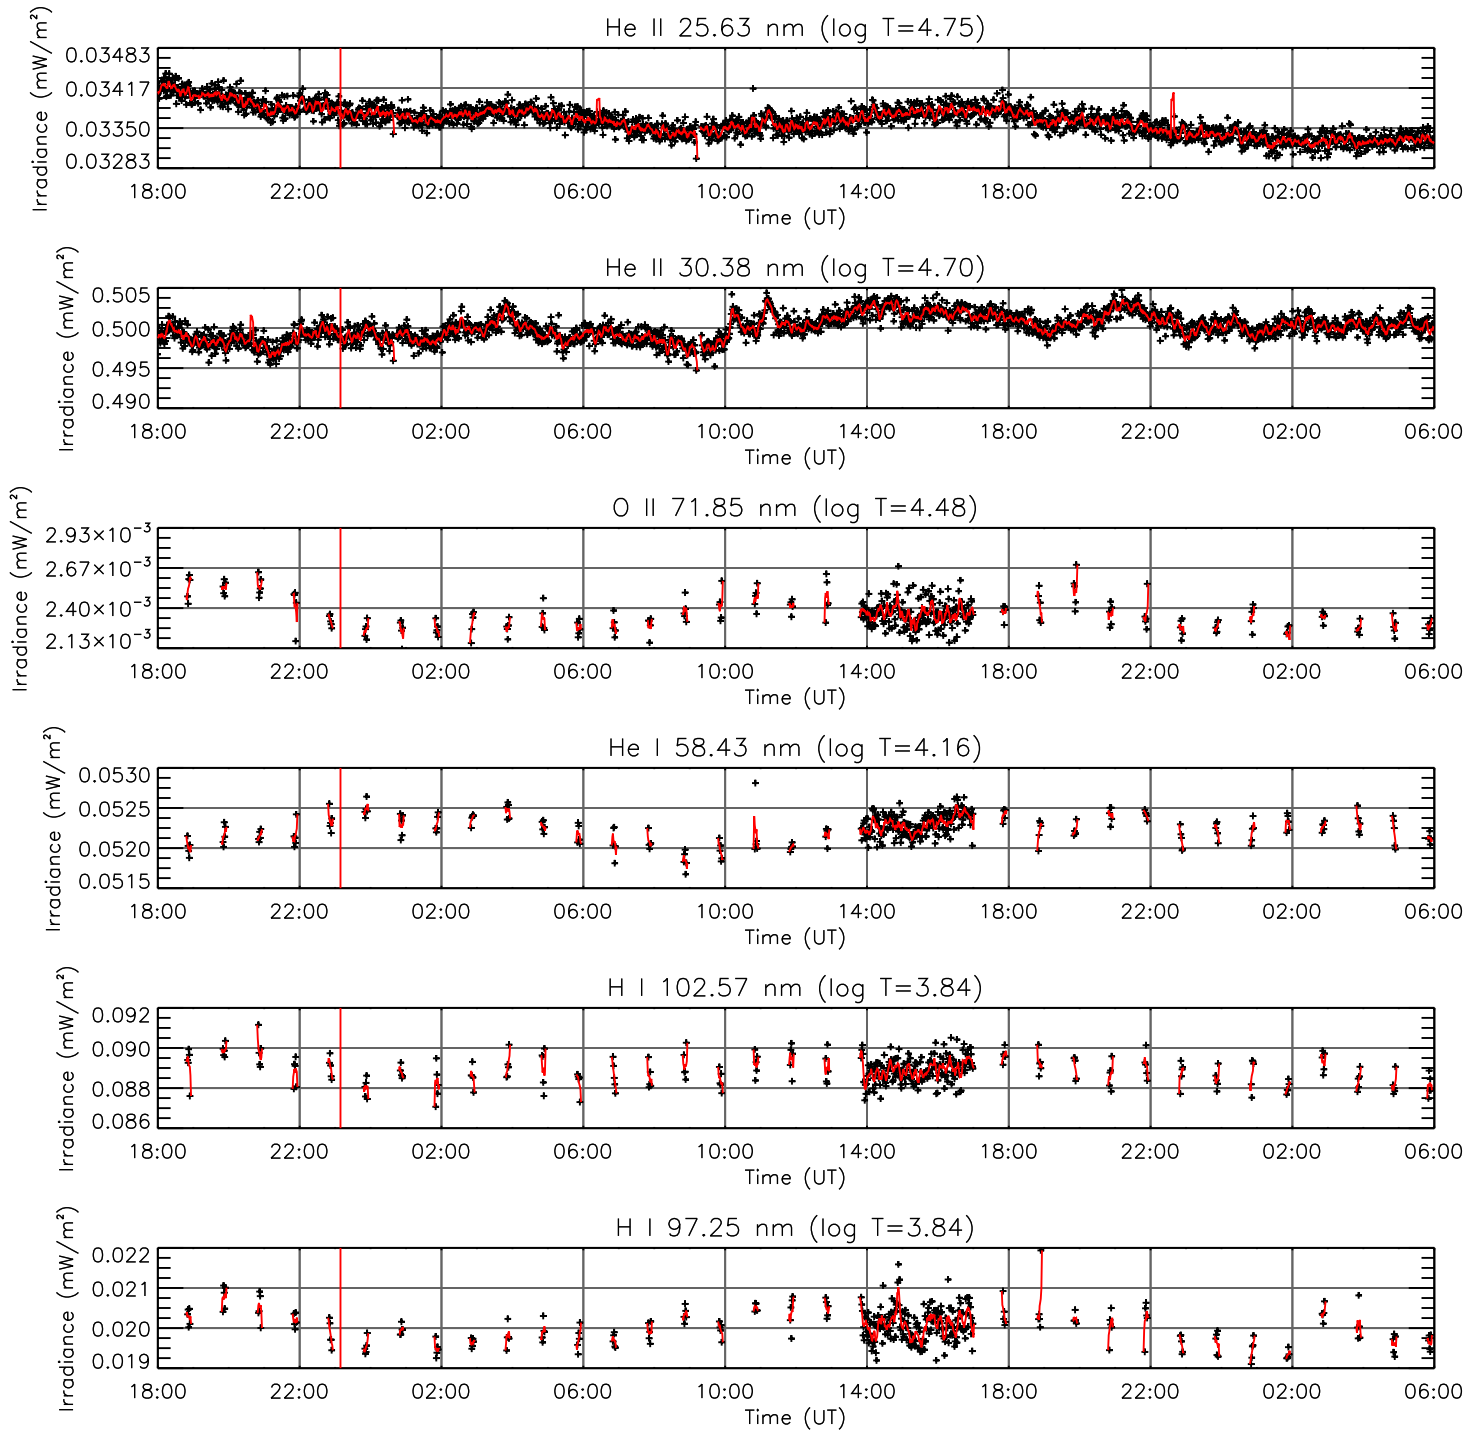 He II 25.63 nm (log T=4.75)
Irradiance (mW/m²)
0.03483
0.03417
0.03350
0.03283
18:00 22:00 02:00 06:00 10:00 14:00 18:00 22:00 02:00 06:00
Time (UT)
He II 30.38 nm (log T=4.70)
Irradiance (mW/m²)
0.505
0.500
0.495
0.490
18:00 22:00 02:00 06:00 10:00 14:00 18:00 22:00 02:00 06:00
Time (UT)
O II 71.85 nm (log T=4.48)
Irradiance (mW/m²)
2.93×10⁻³
2.67×10⁻³
2.40×10⁻³
2.13×10⁻³
18:00 22:00 02:00 06:00 10:00 14:00 18:00 22:00 02:00 06:00
Time (UT)
He I 58.43 nm (log T=4.16)
Irradiance (mW/m²)
0.0530
0.0525
0.0520
0.0515
18:00 22:00 02:00 06:00 10:00 14:00 18:00 22:00 02:00 06:00
Time (UT)
H I 102.57 nm (log T=3.84)
Irradiance (mW/m²)
0.092
0.090
0.088
0.086
18:00 22:00 02:00 06:00 10:00 14:00 18:00 22:00 02:00 06:00
Time (UT)
H I 97.25 nm (log T=3.84)
Irradiance (mW/m²)
0.022
0.021
0.020
0.019
18:00 22:00 02:00 06:00 10:00 14:00 18:00 22:00 02:00 06:00
Time (UT)